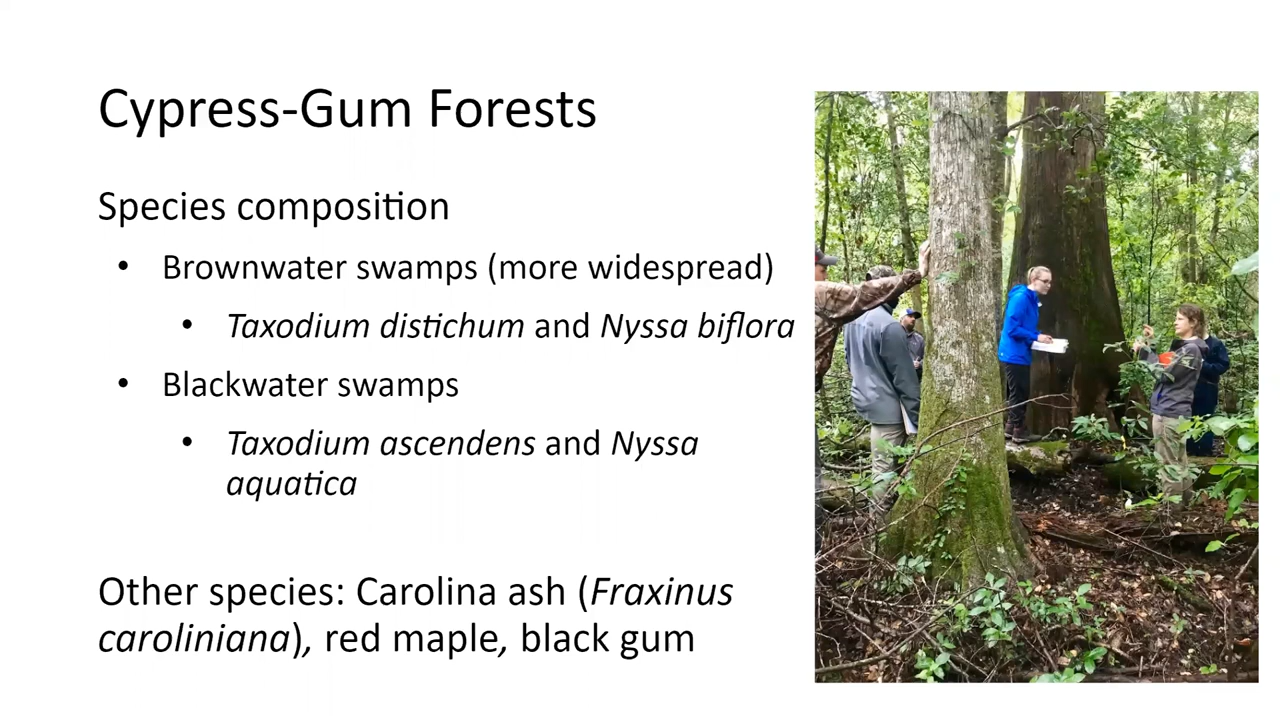 Cypress-Gum Forests
Species composition
• Brownwater swamps (more widespread)
• Taxodium distichum and Nyssa biflora
• Blackwater swamps
• Taxodium ascendens and Nyssa
aquatica
Other species: Carolina ash (Fraxinus
caroliniana), red maple, black gum